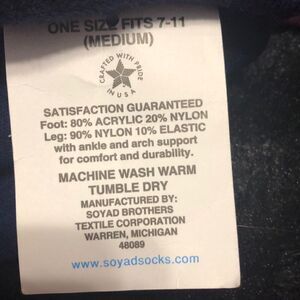 ONE SIZE FITS 7-11
(MEDIUM)
CRAFTED WITH PRIDE
IN U.S.A
SATISFACTION GUARANTEED
Foot: 80% ACRYLIC 20% NYLON
Leg: 90% NYLON 10% ELASTIC
with ankle and arch support
for comfort and durability.
MACHINE WASH WARM
TUMBLE DRY
MANUFACTURED BY:
SOYAD BROTHERS
TEXTILE CORPORATION
WARREN, MICHIGAN
48089
www.soyadsocks.com